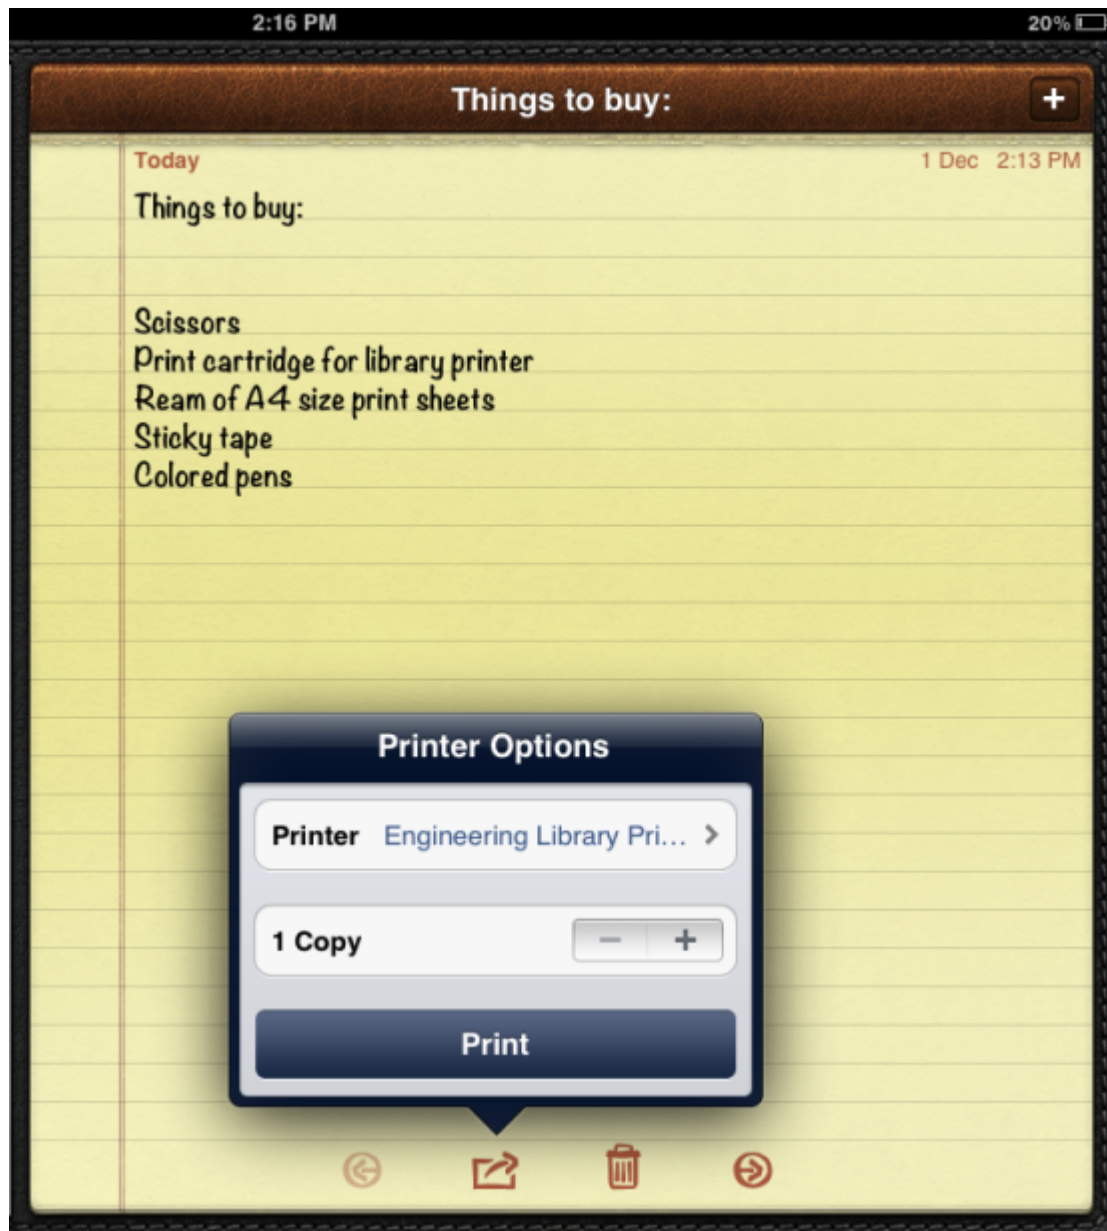 2:16 PM 20%
Things to buy: +
Today 1 Dec 2:13 PM
Things to buy:
Scissors
Print cartridge for library printer
Ream of A4 size print sheets
Sticky tape
Colored pens
Printer Options
Printer Engineering Library Pri... >
1 Copy - +
Print